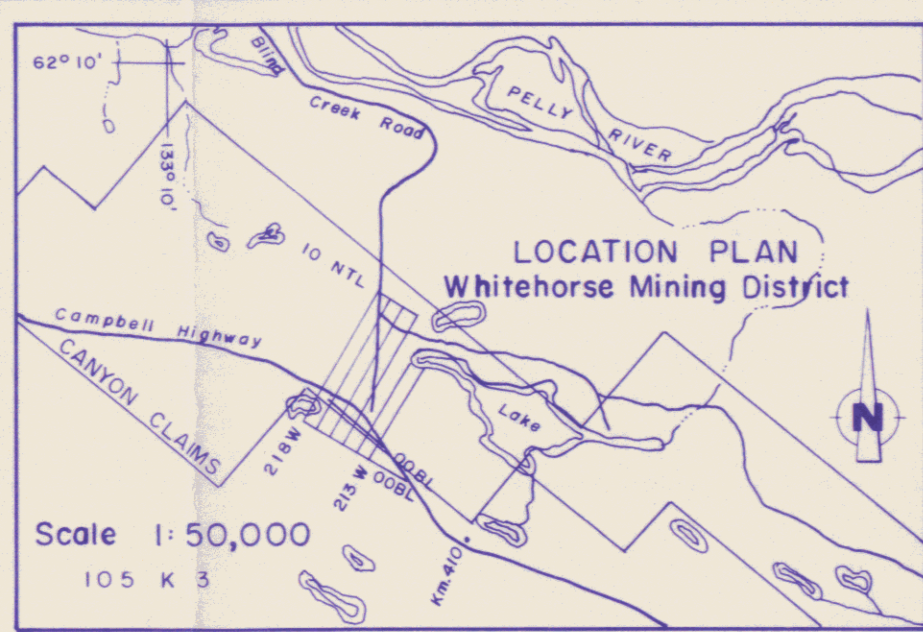 62° 10'
133° 10'
Blind
Creek Road
PELLY
RIVER
LOCATION PLAN
Whitehorse Mining District
10 NTL
Campbell Highway
CANYON CLAIMS
Lake
N
218W
213 W
00BL
00BL
Km. 410
Scale 1:50,000
105 K 3